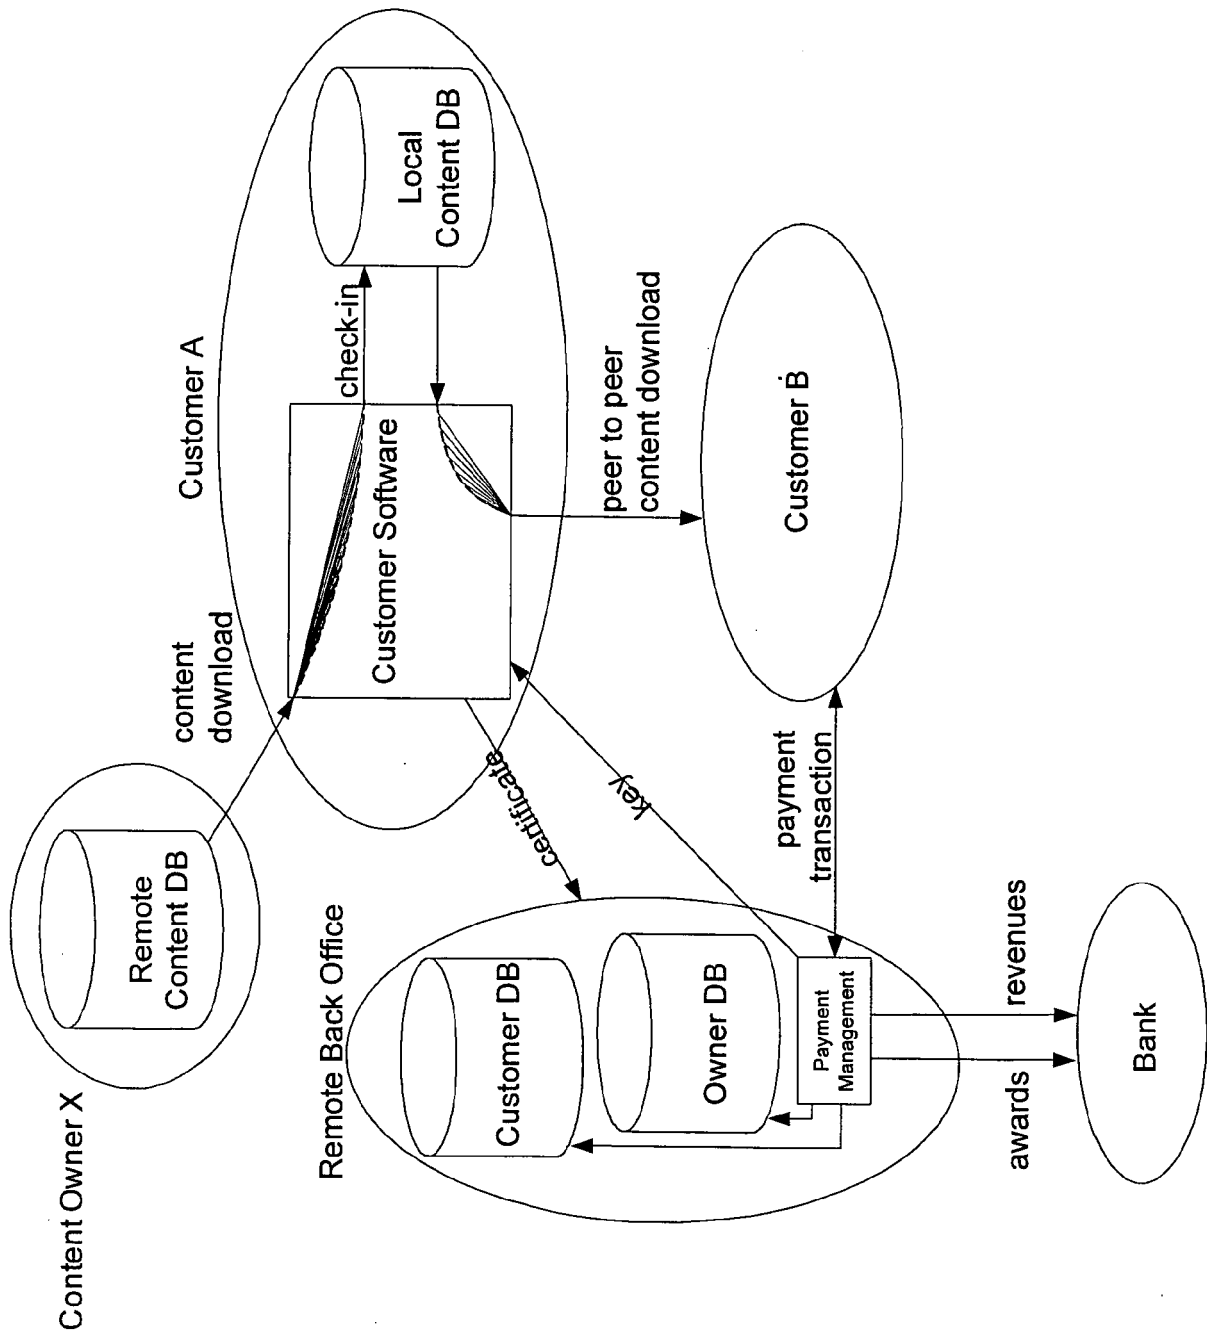 Content Owner X
Remote
Content DB
content
download
Customer A
Customer Software
check-in
Local
Content DB
Remote Back Office
Customer DB
Owner DB
Payment
Management
certificate
key
peer to peer
content download
payment
transaction
Customer B
awards
revenues
Bank